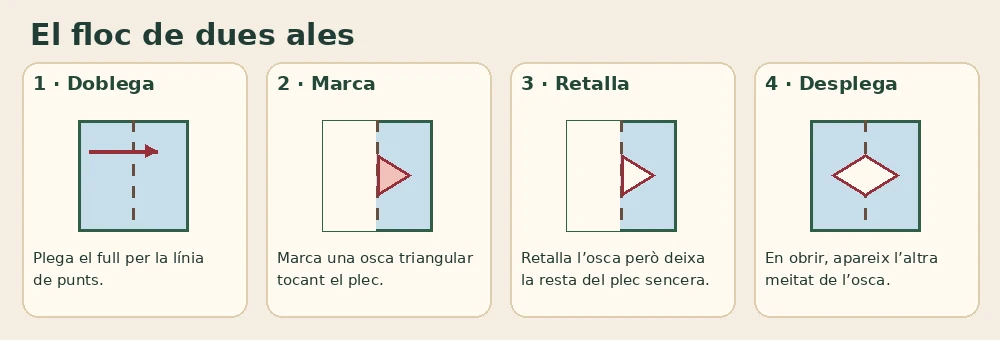 El floc de dues ales
1 · Doblega
Plega el full per la línia
de punts.
2 · Marca
Marca una osca triangular
tocant el plec.
3 · Retalla
Retalla l’osca però deixa
la resta del plec sencera.
4 · Desplega
En obrir, apareix l’altra
meitat de l’osca.